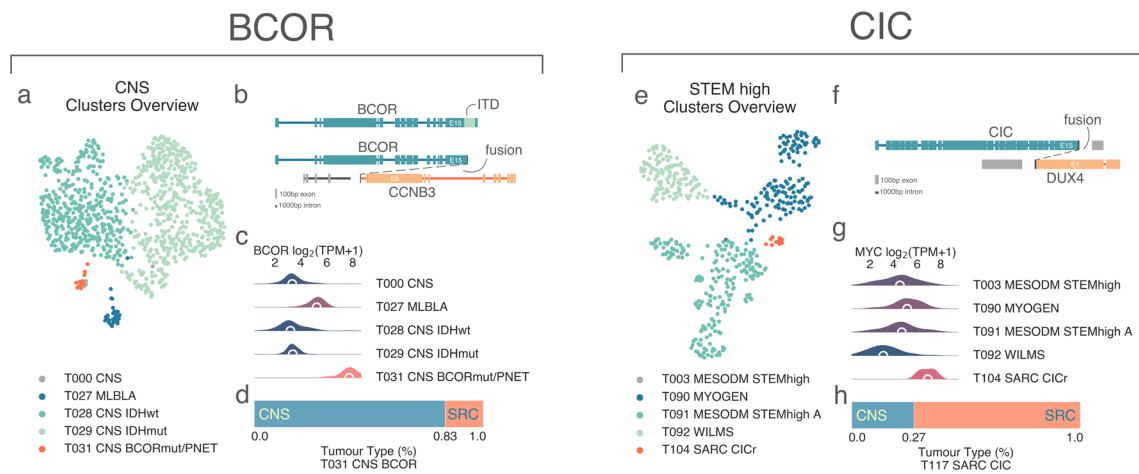 BCOR
CIC
a
CNS
Clusters Overview
T000 CNS
T027 MLBLA
T028 CNS IDHwt
T029 CNS IDHmut
T031 CNS BCORmut/PNET
b
ITD
BCOR
E15
BCOR
fusion
E15
E5
CCNB3
100bp exon
1000bp intron
c
BCOR log2(TPM+1)
2 4 6 8
T000 CNS
T027 MLBLA
T028 CNS IDHwt
T029 CNS IDHmut
T031 CNS BCORmut/PNET
d
CNS SRC
0.0 0.83 1.0
Tumour Type (%)
T031 CNS BCOR
e
STEM high
Clusters Overview
T003 MESODM STEMhigh
T090 MYOGEN
T091 MESODM STEMhigh A
T092 WILMS
T104 SARC CICr
f
fusion
CIC
E15
E1
DUX4
100bp exon
1000bp intron
g
MYC log2(TPM+1)
2 4 6 8
T003 MESODM STEMhigh
T090 MYOGEN
T091 MESODM STEMhigh A
T092 WILMS
T104 SARC CICr
h
CNS SRC
0.0 0.27 1.0
Tumour Type (%)
T117 SARC CIC